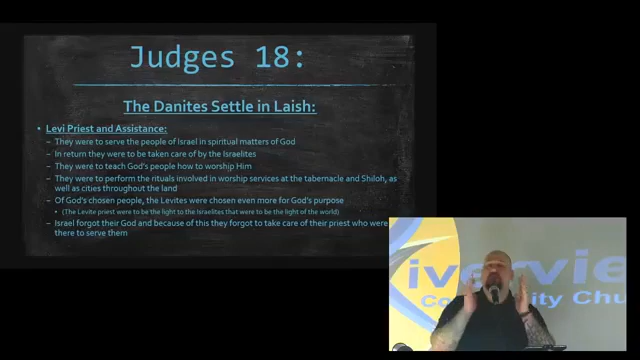 Judges 18:
The Danites Settle in Laish:
• Levi Priest and Assistance:
– They were to serve the people of Israel in spiritual matters of God
– In return they were to be taken care of by the Israelites
– They were to teach God's people how to worship Him
– They were to perform the rituals involved in worship services at the tabernacle and Shiloh, as
well as cities throughout the land
– Of God's chosen people, the Levites were chosen even more for God's purpose
• (The Levite priest were to be the light to the Israelites that were to be the light of the world)
– Israel forgot their God and because of this they forgot to take care of their priest who were
there to serve them
ivervie
Co ity Chu